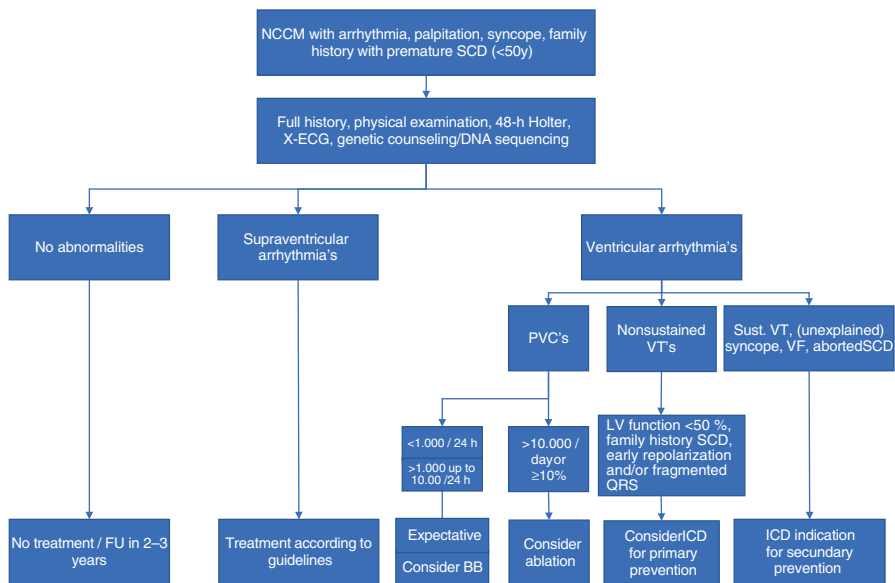 NCCM with arrhythmia, palpitation, syncope, family
history with premature SCD (<50y)
Full history, physical examination, 48-h Holter,
X-ECG, genetic counseling/DNA sequencing
No abnormalities
Supraventricular
arrhythmia's
Ventricular arrhythmia's
PVC's
Nonsustained
VT's
Sust. VT, (unexplained)
syncope, VF, abortedSCD
<1.000 / 24 h
>1.000 up to
10.00 /24 h
>10.000 /
dayor
≥10%
LV function <50 %,
family history SCD,
early repolarization
and/or fragmented
QRS
No treatment / FU in 2–3
years
Treatment according to
guidelines
Expectative
Consider BB
Consider
ablation
ConsiderICD
for primary
prevention
ICD indication
for secundary
prevention